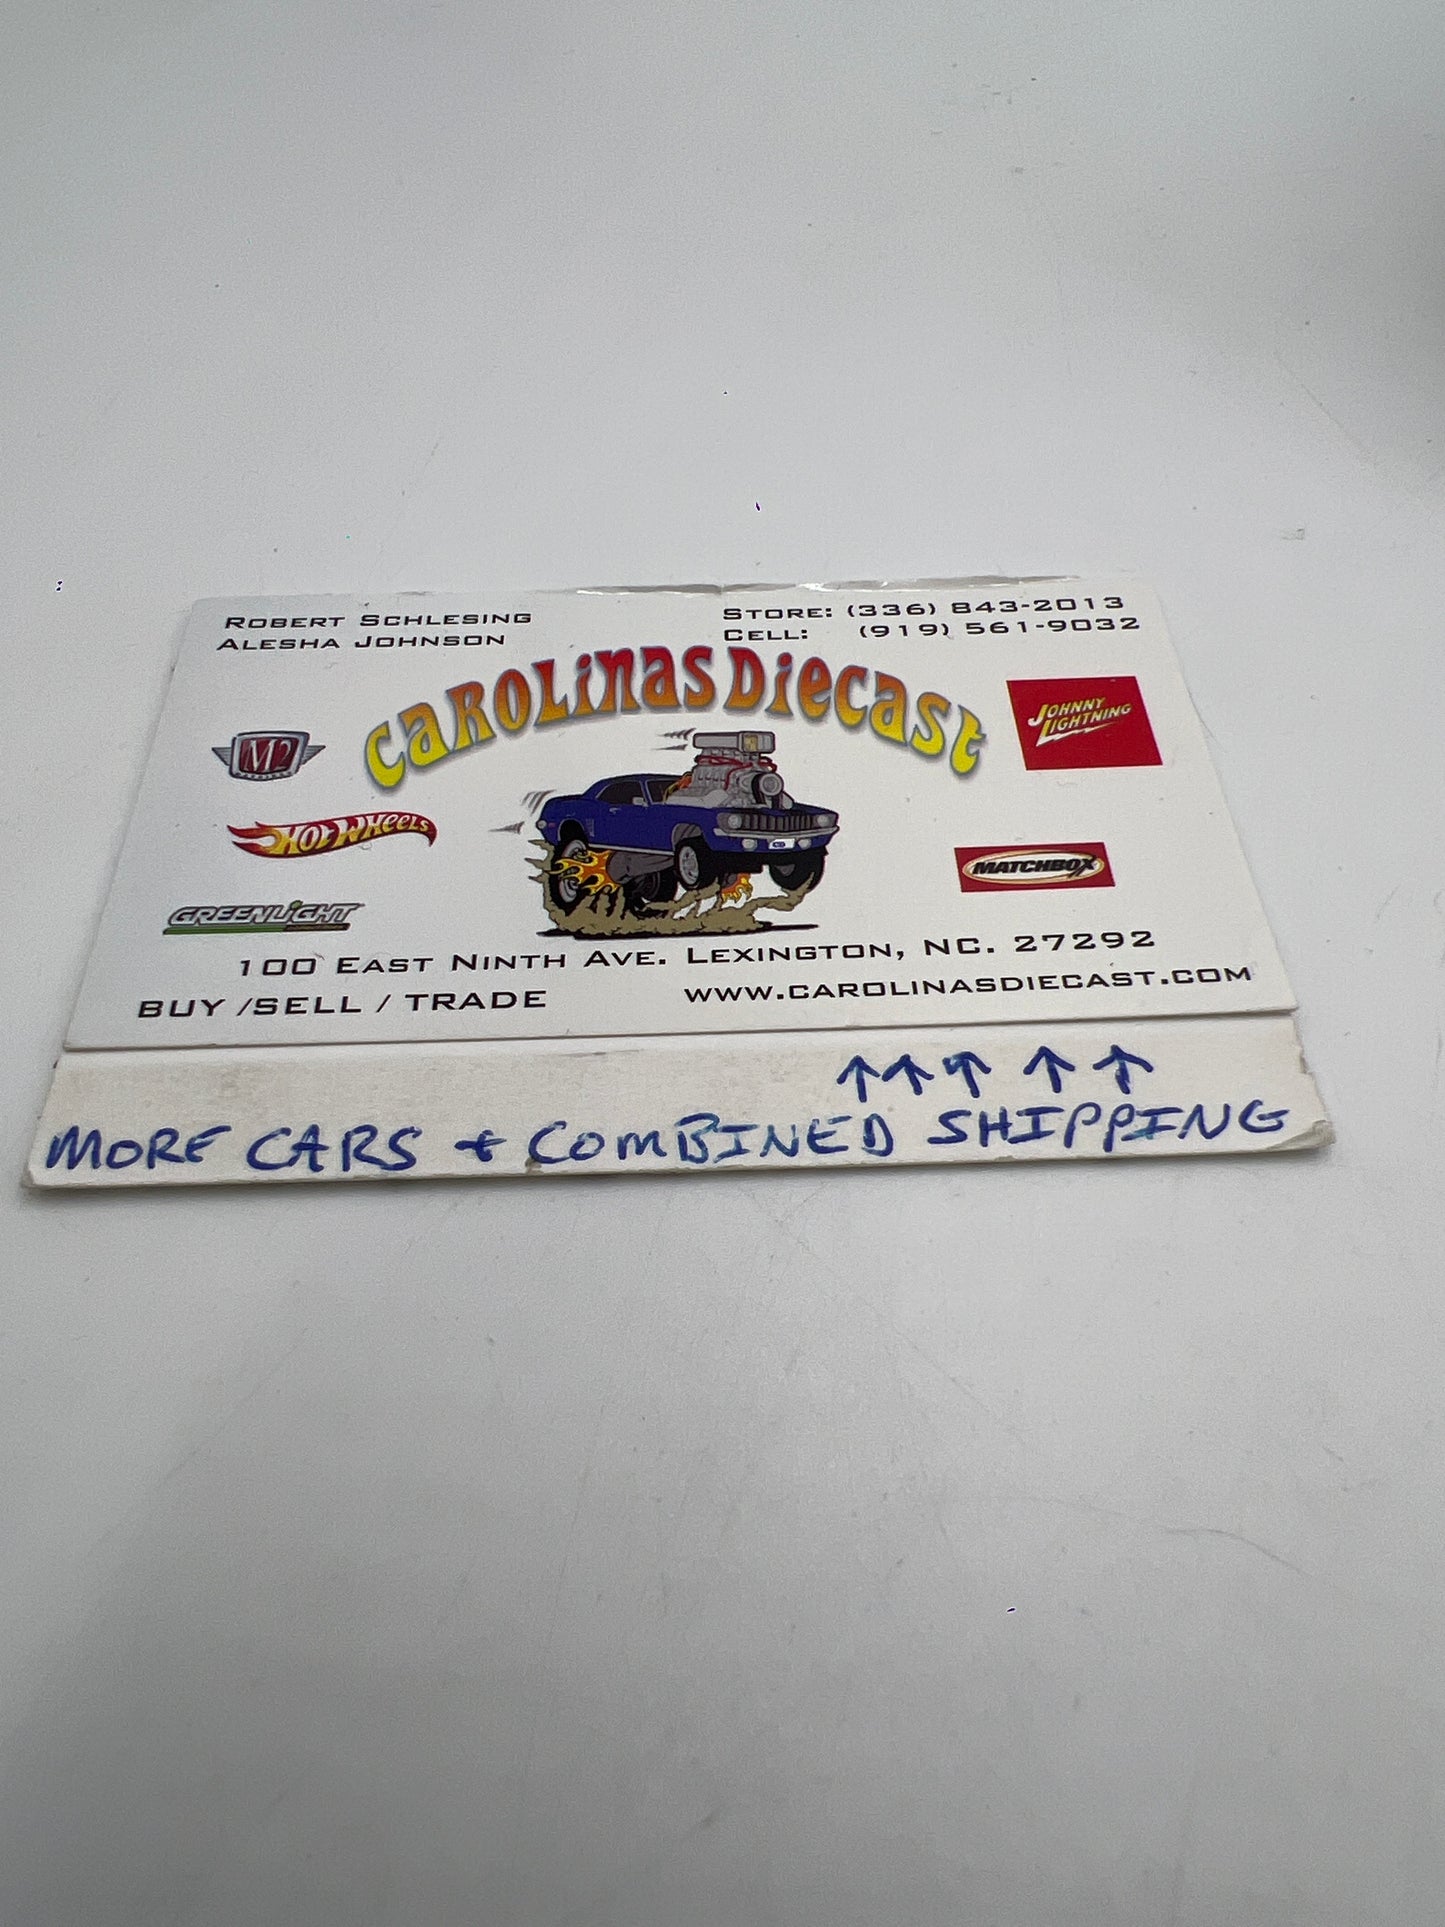 Robert Schlesing
Alesha Johnson
Store: (336) 843-2013
Cell: (919) 561-9032
Carolinas Diecast
M2
Johnny Lightning
Hot Wheels
Matchbox
Greenlight
100 East Ninth Ave. Lexington, NC. 27292
BUY /SELL / TRADE
www.carolinasdiecast.com
↑ ↑ ↑ ↑ ↑
MORE CARS + COMBINED SHIPPING